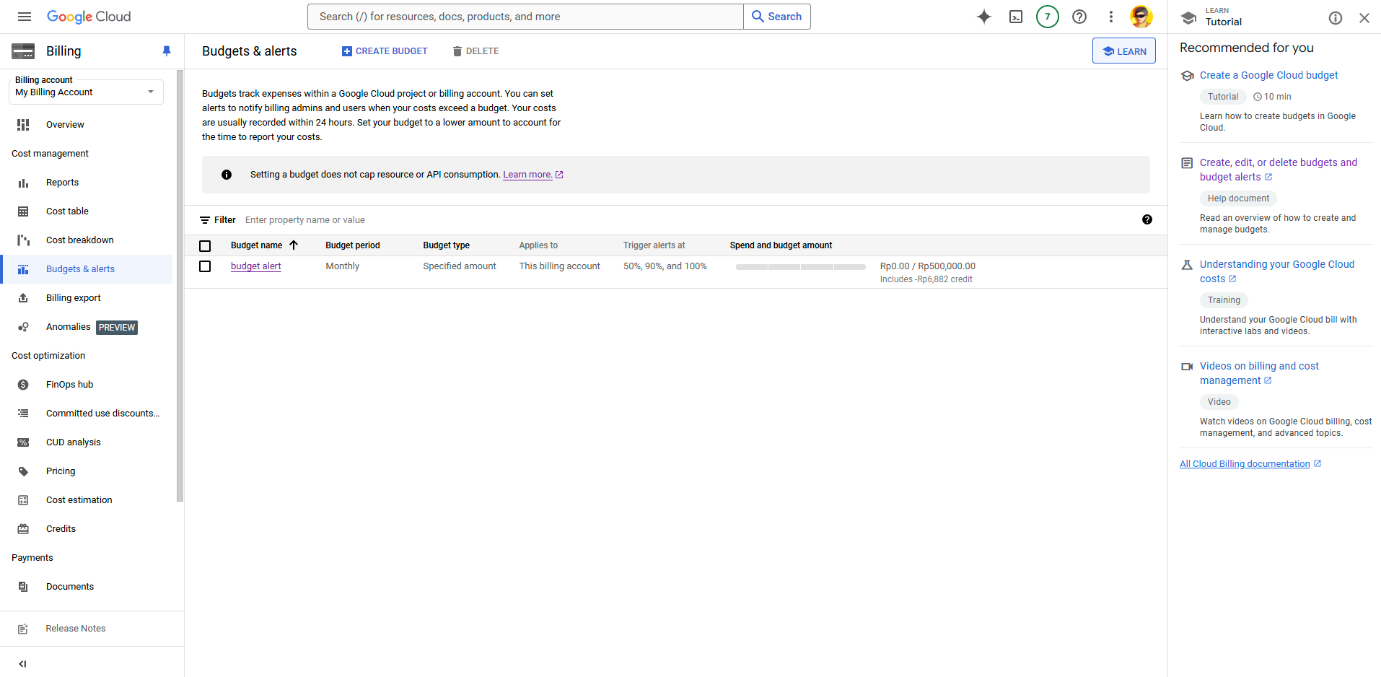 Google Cloud
Search (/) for resources, docs, products, and more
Search
7
LEARN
Tutorial
Billing
Billing account
My Billing Account
Overview
Cost management
Reports
Cost table
Cost breakdown
Budgets & alerts
Billing export
Anomalies PREVIEW
Cost optimization
FinOps hub
Committed use discounts...
CUD analysis
Pricing
Cost estimation
Credits
Payments
Documents
Release Notes
Budgets & alerts
CREATE BUDGET
DELETE
LEARN
Budgets track expenses within a Google Cloud project or billing account. You can set
alerts to notify billing admins and users when your costs exceed a budget. Your costs
are usually recorded within 24 hours. Set your budget to a lower amount to account for
the time to report your costs.
Setting a budget does not cap resource or API consumption. Learn more.
Filter Enter property name or value
Budget name Budget period Budget type Applies to Trigger alerts at Spend and budget amount
budget alert Monthly Specified amount This billing account 50%, 90%, and 100% Rp0.00 / Rp500,000.00
Includes -Rp6,882 credit
Recommended for you
Create a Google Cloud budget
Tutorial 10 min
Learn how to create budgets in Google
Cloud.
Create, edit, or delete budgets and
budget alerts
Help document
Read an overview of how to create and
manage budgets.
Understanding your Google Cloud
costs
Training
Understand your Google Cloud bill with
interactive labs and videos.
Videos on billing and cost
management
Video
Watch videos on Google Cloud billing, cost
management, and advanced topics.
All Cloud Billing documentation